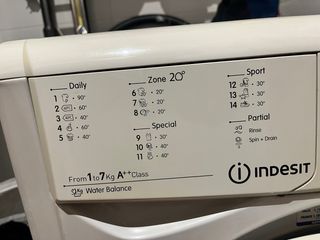 Daily
1 90°
2 60°
3 40°
4 60°
5 40°
Zone 20°
6 20°
7 20°
8 20°
Special
9 40°
10 40°
11 40°
Sport
12 30°
13 30°
14 30°
Partial
Rinse
Spin + Drain
From 1 to 7 Kg A++ Class
Water Balance
INDESIT